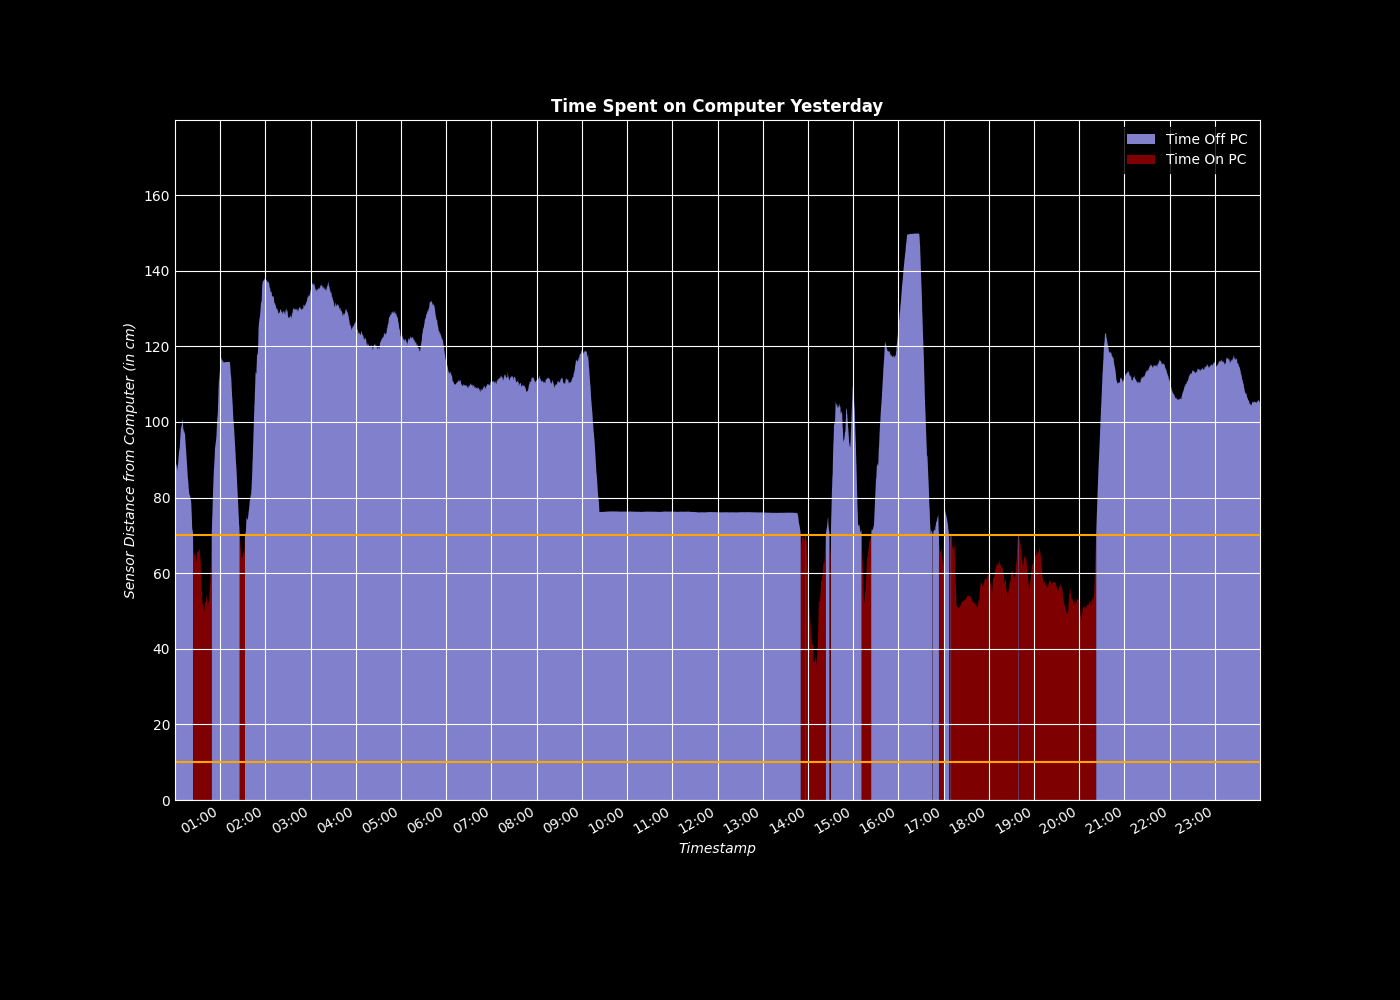 Time Spent on Computer Yesterday
Time Off PC
Time On PC
160
140
120
100
80
60
40
20
0
Sensor Distance from Computer (in cm)
01:00 02:00 03:00 04:00 05:00 06:00 07:00 08:00 09:00 10:00 11:00 12:00 13:00 14:00 15:00 16:00 17:00 18:00 19:00 20:00 21:00 22:00 23:00
Timestamp